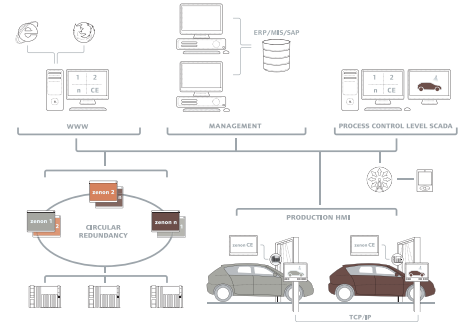 ERP/MIS/SAP
1 2
n CE
1 2
n CE
WWW
MANAGEMENT
PROCESS CONTROL LEVEL SCADA
zenon 2
zenon 1
2
zenon n
CIRCULAR
REDUNDANCY
PRODUCTION HMI
zenon CE
zenon CE
TCP/IP